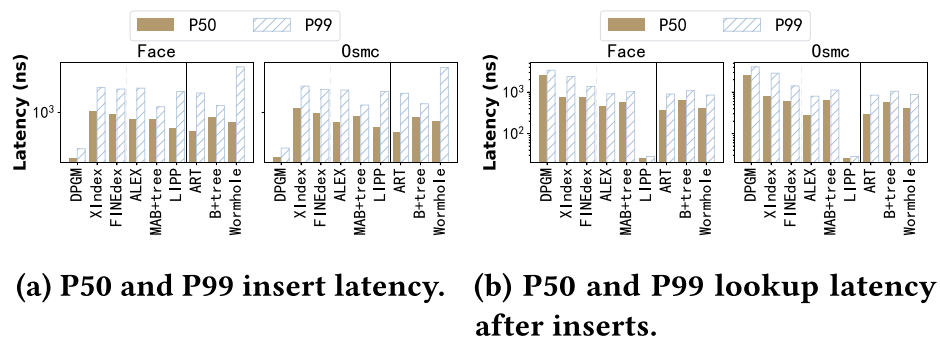 P50 P99
P50 P99
Face Osmc
Face Osmc
Latency (ns)
10³
DPGM XIndex FINEdex ALEX MAB+tree LIPP ART B+tree Wormhole
DPGM XIndex FINEdex ALEX MAB+tree LIPP ART B+tree Wormhole
Latency (ns)
10³
10²
DPGM XIndex FINEdex ALEX MAB+tree LIPP ART B+tree Wormhole
DPGM XIndex FINEdex ALEX MAB+tree LIPP ART B+tree Wormhole
(a) P50 and P99 insert latency.
(b) P50 and P99 lookup latency
after inserts.